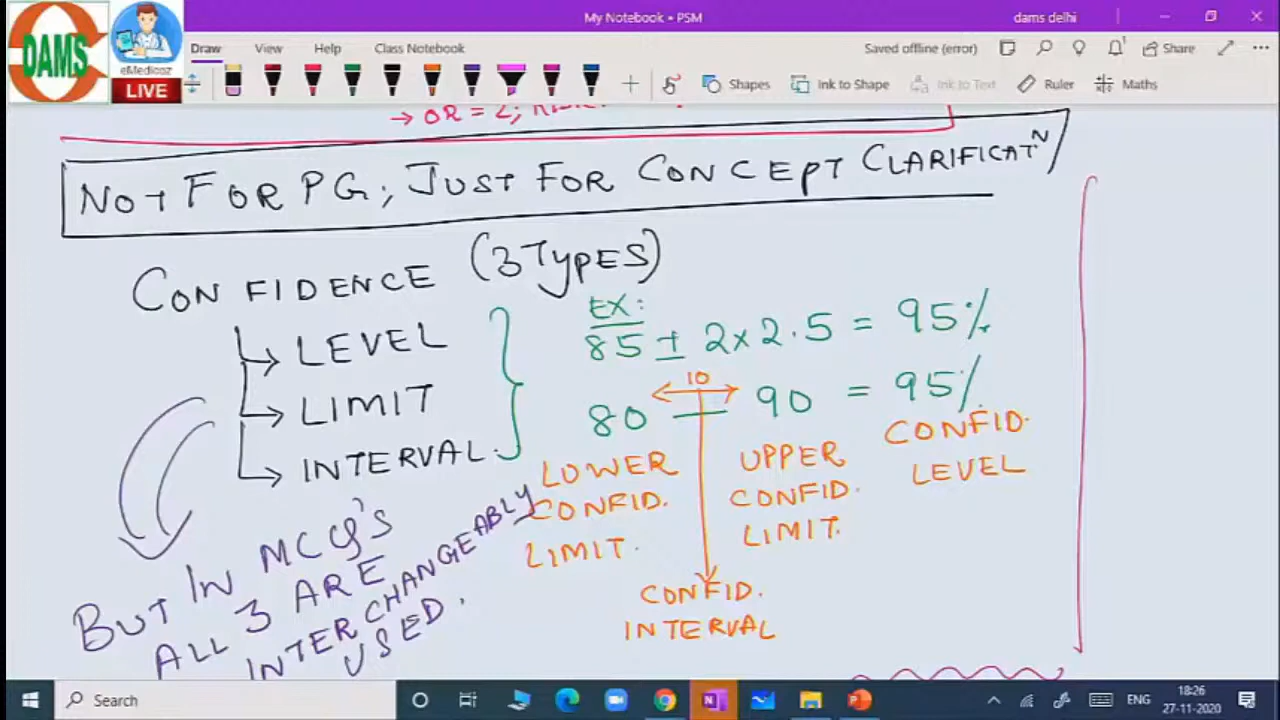 My Notebook • PSM
dams delhi
DAMS
eMedicoz
LIVE
Draw View Help Class Notebook
Saved offline (error)
Share
Shapes
Ink to Shape
Ink to Text
Ruler
Maths
→ OR = 2;
NOT FOR PG; JUST FOR CONCEPT CLARIFICATN
CONFIDENCE (3 TYPES)
→ LEVEL
→ LIMIT
→ INTERVAL.
EX:
85 ± 2 x 2.5 = 95%
10
80 — 90 = 95%
LOWER CONFID. LIMIT.
UPPER CONFID. LIMIT.
CONFID. LEVEL
CONFID. INTERVAL
BUT IN MCQ'S
ALL 3 ARE
INTERCHANGEABLY
USED.
Search
ENG
18:26
27-11-2020